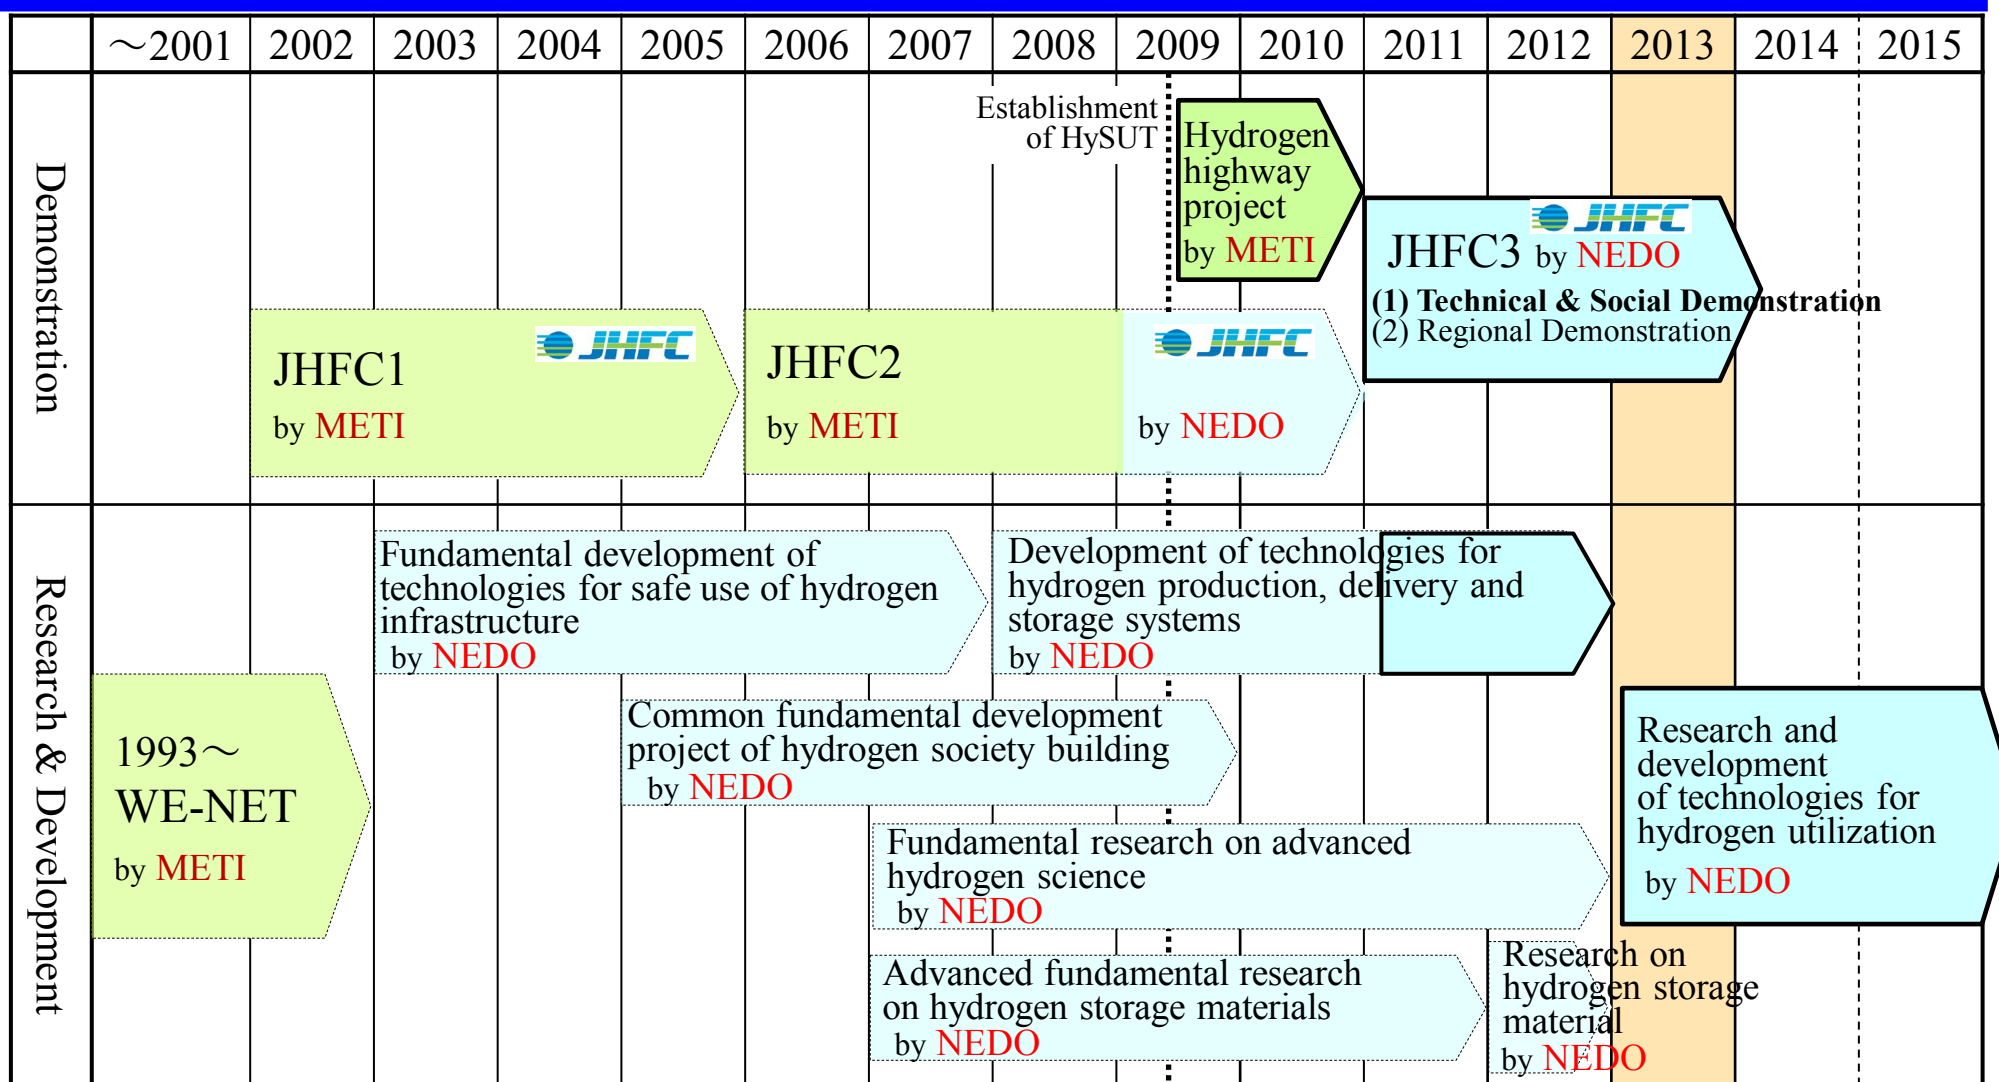 ～2001 2002 2003 2004 2005 2006 2007 2008 2009 2010 2011 2012 2013 2014 2015
Demonstration
Establishment
of HySUT
Hydrogen
highway
project
by METI
JHFC
JHFC3 by NEDO
(1) Technical & Social Demonstration
(2) Regional Demonstration
JHFC
JHFC1
by METI
JHFC2
by METI
JHFC
by NEDO
Research & Development
Fundamental development of
technologies for safe use of hydrogen
infrastructure
by NEDO
Development of technologies for
hydrogen production, delivery and
storage systems
by NEDO
1993～
WE-NET
by METI
Common fundamental development
project of hydrogen society building
by NEDO
Research and
development
of technologies for
hydrogen utilization
by NEDO
Fundamental research on advanced
hydrogen science
by NEDO
Advanced fundamental research
on hydrogen storage materials
by NEDO
Research on
hydrogen storage
material
by NEDO